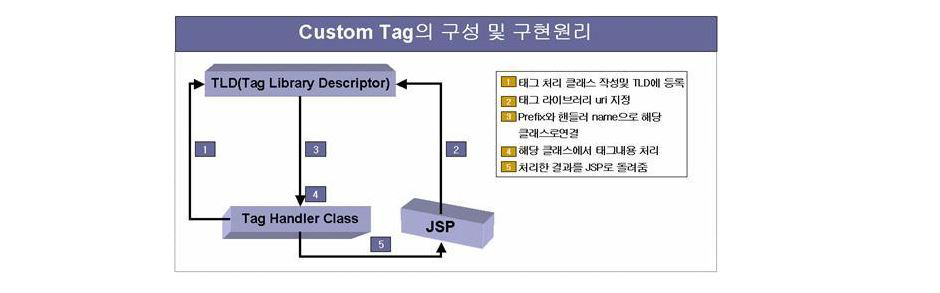 Custom Tag의 구성 및 구현원리
TLD(Tag Library Descriptor)
1
3
2
4
Tag Handler Class
JSP
5
1 태그 처리 클래스 작성및 TLD에 등록
2 태그 라이브러리 uri 지정
3 Prefix와 핸들러 name으로 해당
클래스로연결
4 해당 클래스에서 태그내용 처리
5 처리한 결과를 JSP로 돌려줌